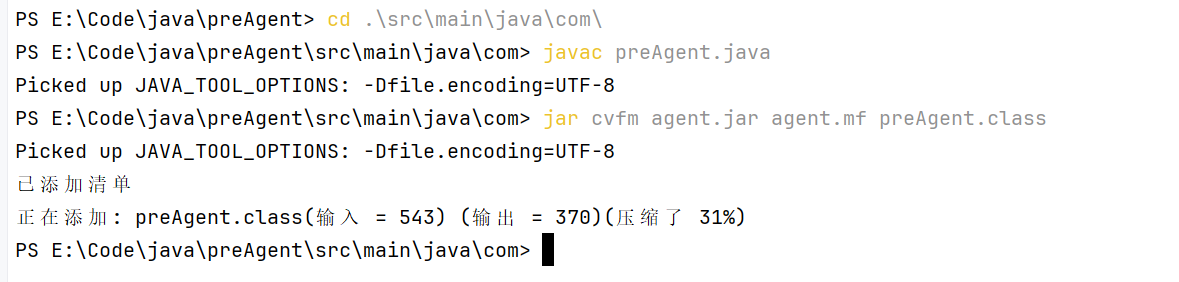 PS E:\Code\java\preAgent> cd .\src\main\java\com\
PS E:\Code\java\preAgent\src\main\java\com> javac preAgent.java
Picked up JAVA_TOOL_OPTIONS: -Dfile.encoding=UTF-8
PS E:\Code\java\preAgent\src\main\java\com> jar cvfm agent.jar agent.mf preAgent.class
Picked up JAVA_TOOL_OPTIONS: -Dfile.encoding=UTF-8
已添加清单
正在添加: preAgent.class(输入 = 543) (输出 = 370)(压缩了 31%)
PS E:\Code\java\preAgent\src\main\java\com>